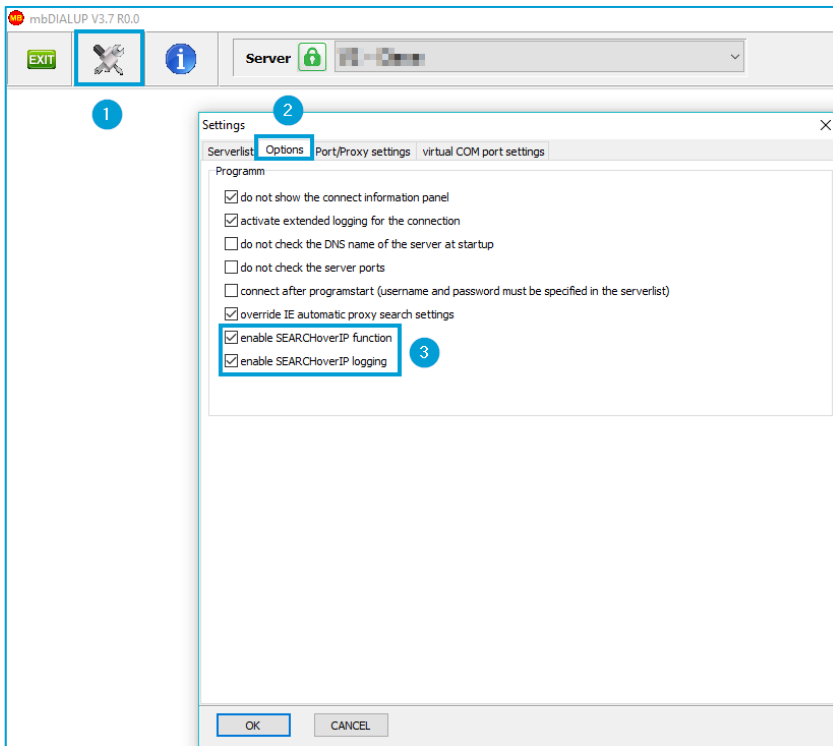 MB mbDIALUP V3.7 R0.0
EXIT
i
Server
1
2
Settings
Serverlist Options Port/Proxy settings virtual COM port settings
Programm
do not show the connect information panel
activate extended logging for the connection
do not check the DNS name of the server at startup
do not check the server ports
connect after programstart (username and password must be specified in the serverlist)
override IE automatic proxy search settings
enable SEARCHoverIP function
enable SEARCHoverIP logging
3
OK CANCEL